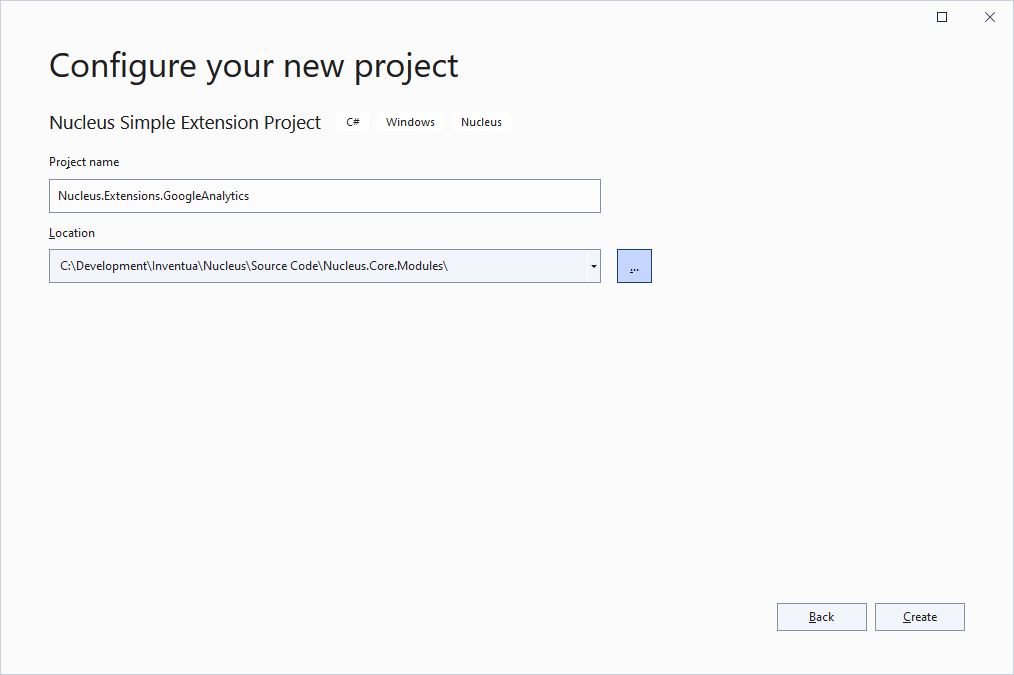 Configure your new project
Nucleus Simple Extension Project C# Windows Nucleus
Project name
Nucleus.Extensions.GoogleAnalytics
Location
C:\Development\Inventua\Nucleus\Source Code\Nucleus.Core.Modules\ ...
Back Create